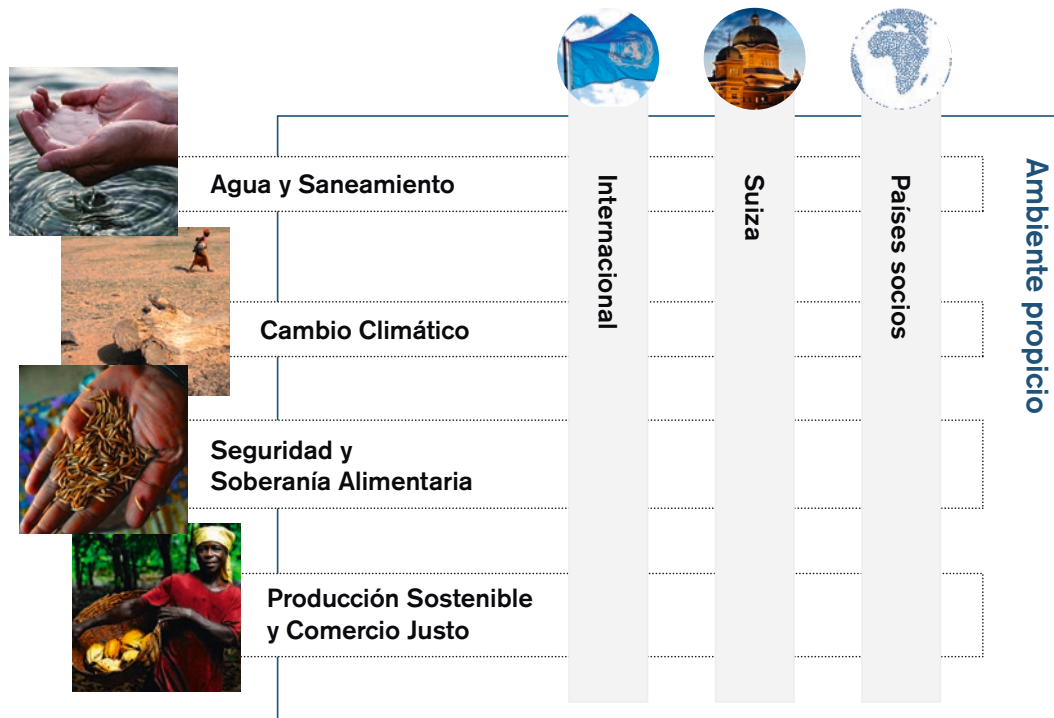 Agua y Saneamiento
Cambio Climático
Seguridad y
Soberanía Alimentaria
Producción Sostenible
y Comercio Justo
Internacional
Suiza
Países socios
Ambiente propicio